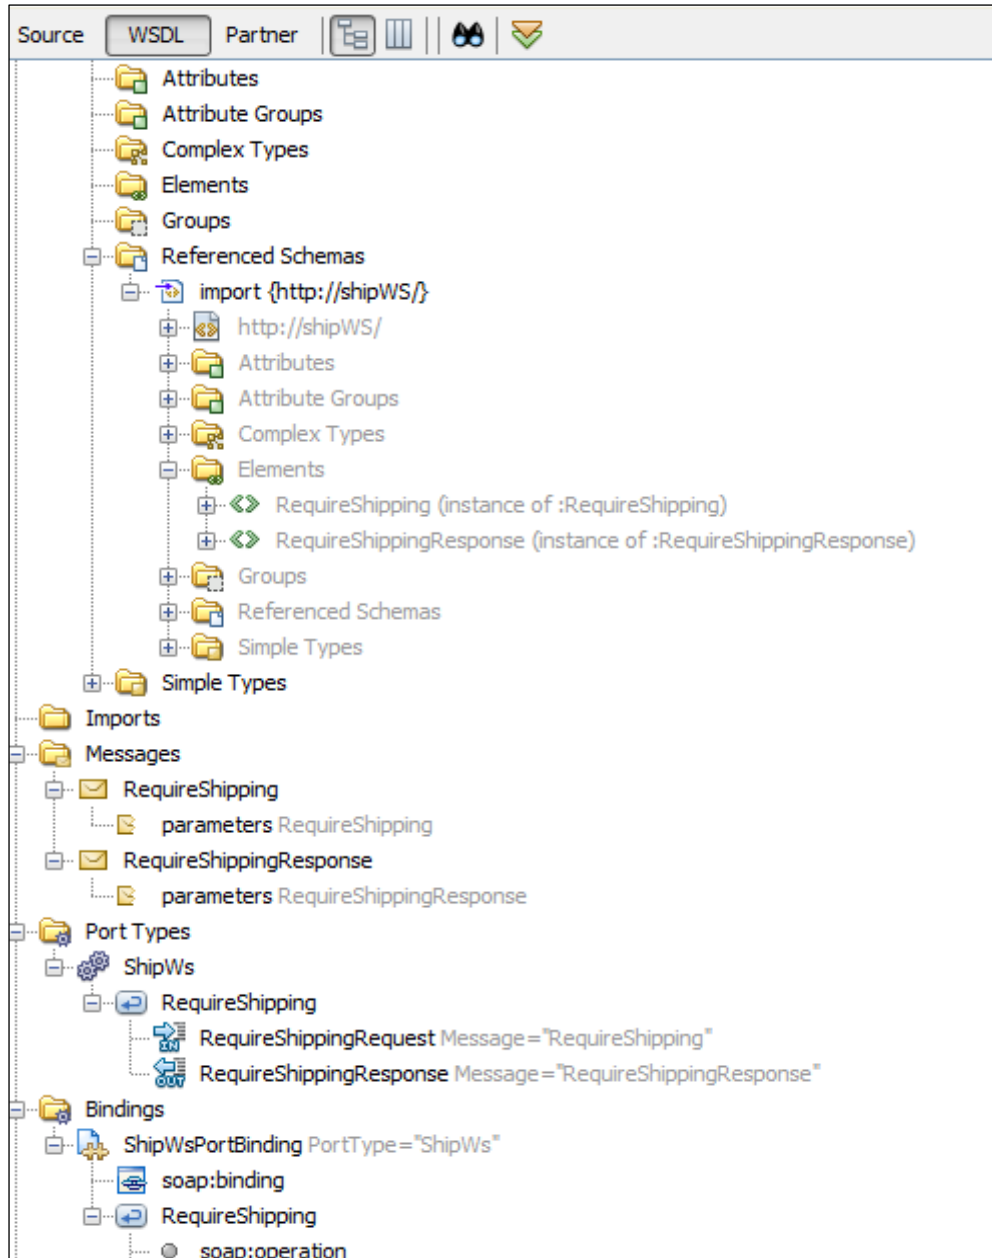 Source WSDL Partner
Attributes
Attribute Groups
Complex Types
Elements
Groups
Referenced Schemas
import {http://shipWS/}
http://shipWS/
Attributes
Attribute Groups
Complex Types
Elements
RequireShipping (instance of :RequireShipping)
RequireShippingResponse (instance of :RequireShippingResponse)
Groups
Referenced Schemas
Simple Types
Simple Types
Imports
Messages
RequireShipping
parameters RequireShipping
RequireShippingResponse
parameters RequireShippingResponse
Port Types
ShipWs
RequireShipping
IN RequireShippingRequest Message="RequireShipping"
OUT RequireShippingResponse Message="RequireShippingResponse"
Bindings
ShipWsPortBinding PortType="ShipWs"
soap:binding
RequireShipping
soap:operation